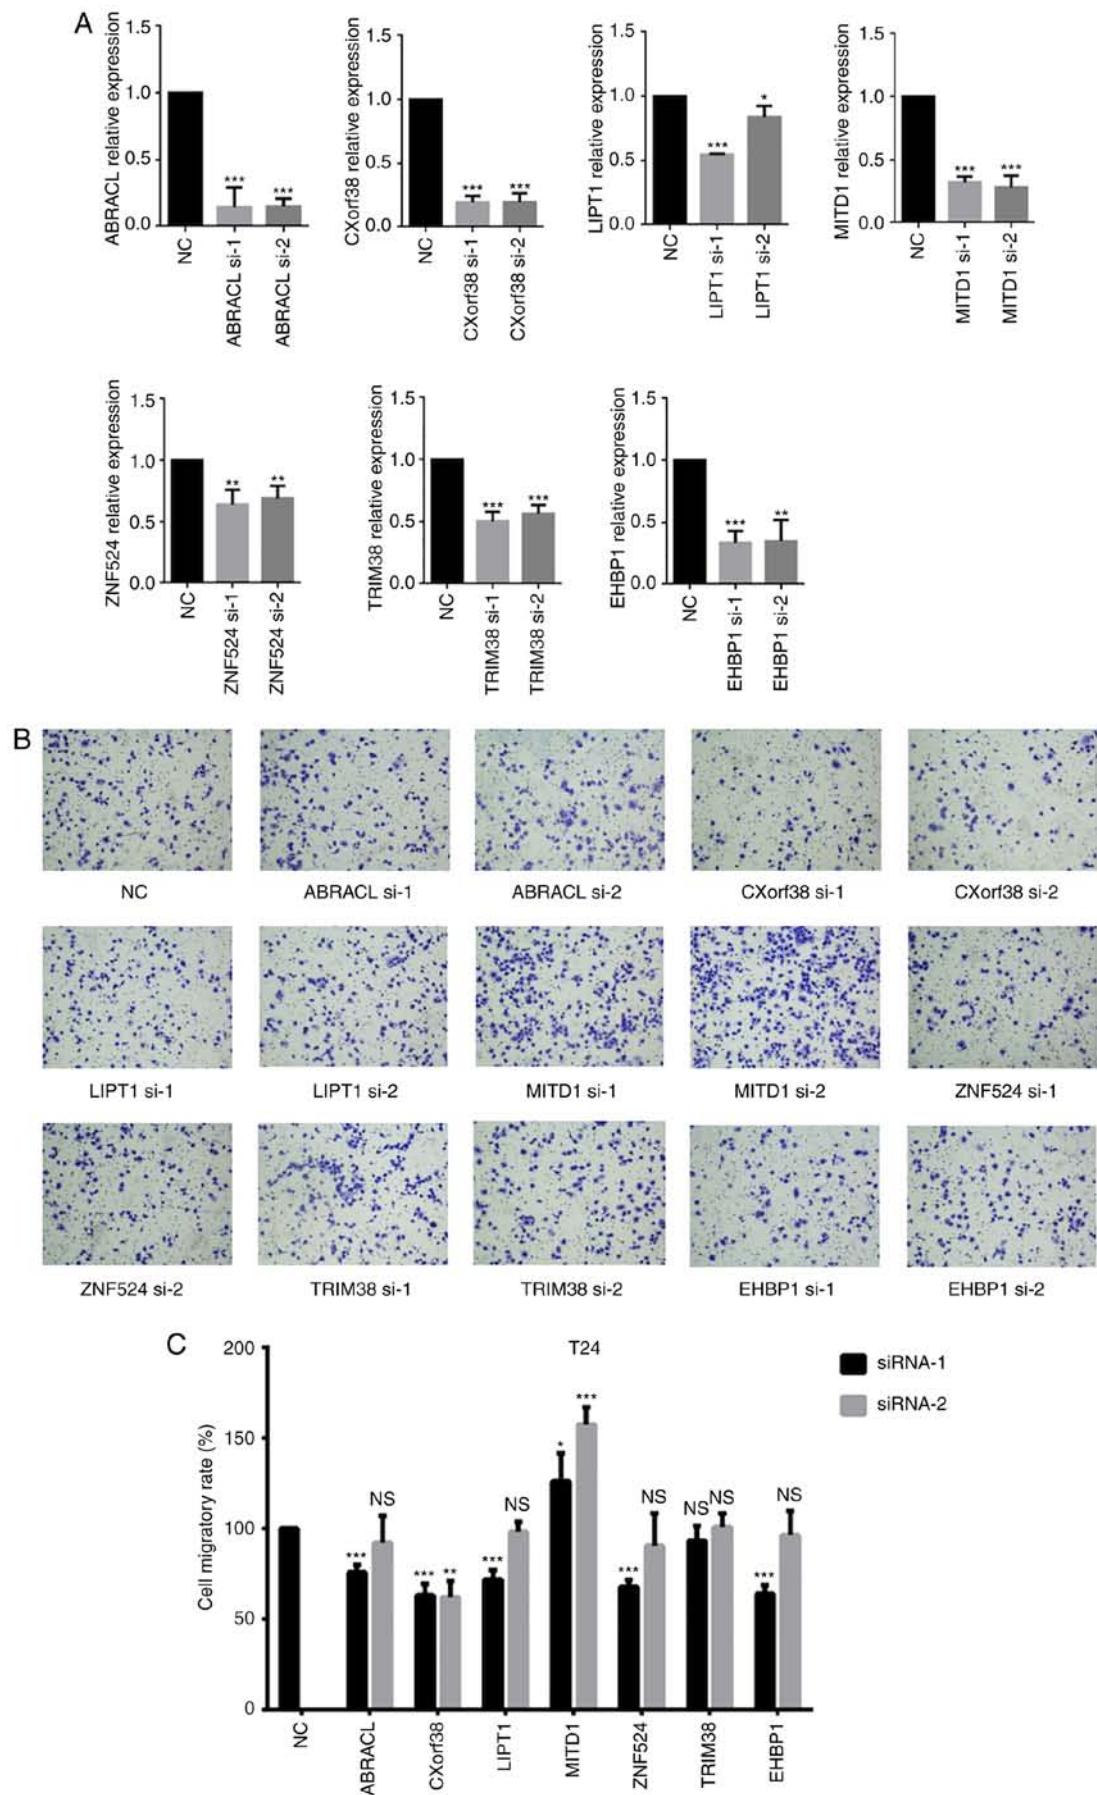 A
ABRACL relative expression
1.5
1.0
0.5
0.0
***
***
NC
ABRACL si-1
ABRACL si-2
CXorf38 relative expression
1.5
1.0
0.5
0.0
***
***
NC
CXorf38 si-1
CXorf38 si-2
LIPT1 relative expression
1.5
1.0
0.5
0.0
***
*
NC
LIPT1 si-1
LIPT1 si-2
MITD1 relative expression
1.5
1.0
0.5
0.0
***
***
NC
MITD1 si-1
MITD1 si-2
ZNF524 relative expression
1.5
1.0
0.5
0.0
**
**
NC
ZNF524 si-1
ZNF524 si-2
TRIM38 relative expression
1.5
1.0
0.5
0.0
***
***
NC
TRIM38 si-1
TRIM38 si-2
EHBP1 relative expression
1.5
1.0
0.5
0.0
***
**
NC
EHBP1 si-1
EHBP1 si-2
B
NC
ABRACL si-1
ABRACL si-2
CXorf38 si-1
CXorf38 si-2
LIPT1 si-1
LIPT1 si-2
MITD1 si-1
MITD1 si-2
ZNF524 si-1
ZNF524 si-2
TRIM38 si-1
TRIM38 si-2
EHBP1 si-1
EHBP1 si-2
C
T24
siRNA-1
siRNA-2
Cell migratory rate (%)
200
150
100
50
0
***
NS
***
**
***
NS
*
***
***
NS
NS
NS
***
NS
NC
ABRACL
CXorf38
LIPT1
MITD1
ZNF524
TRIM38
EHBP1